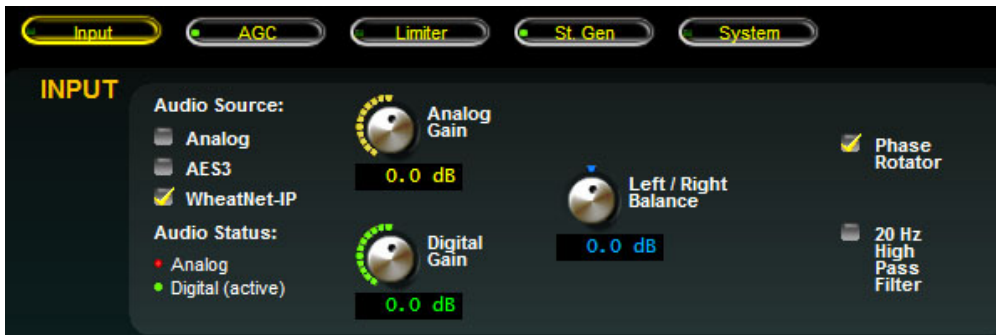 Input
AGC
Limiter
St. Gen
System
INPUT
Audio Source:
Analog
AES3
WheatNet-IP
Audio Status:
Analog
Digital (active)
Analog
Gain
0.0 dB
Digital
Gain
0.0 dB
Left / Right
Balance
0.0 dB
Phase
Rotator
20 Hz
High
Pass
Filter